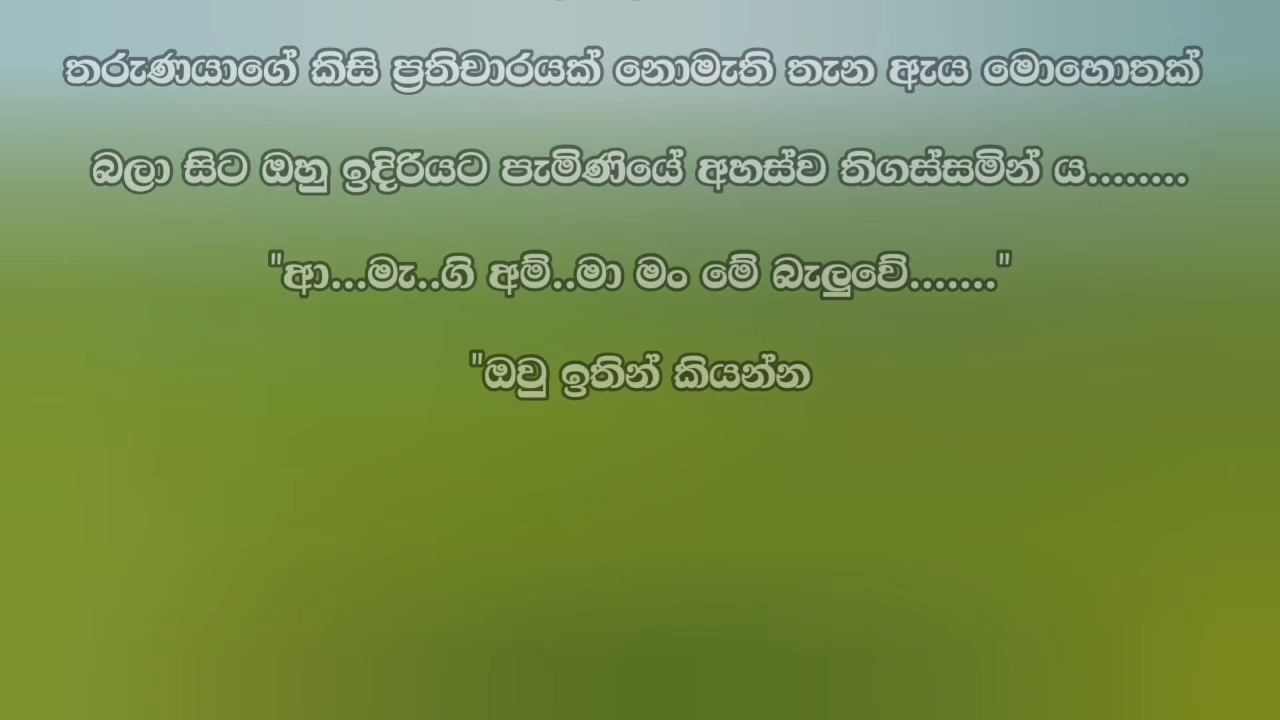 තරුණයාගේ කිසි ප්‍රතිචාරයක් නොමැති තැන ඇය මොහොතක්
බලා සිට ඔහු ඉදිරියට පැමිණියේ අහස්ව තිගස්සමින් ය........
"ආ...මැ..ගි අම්..මා මං මේ බැලුවේ......."
"ඔවු ඉතින් කියන්න